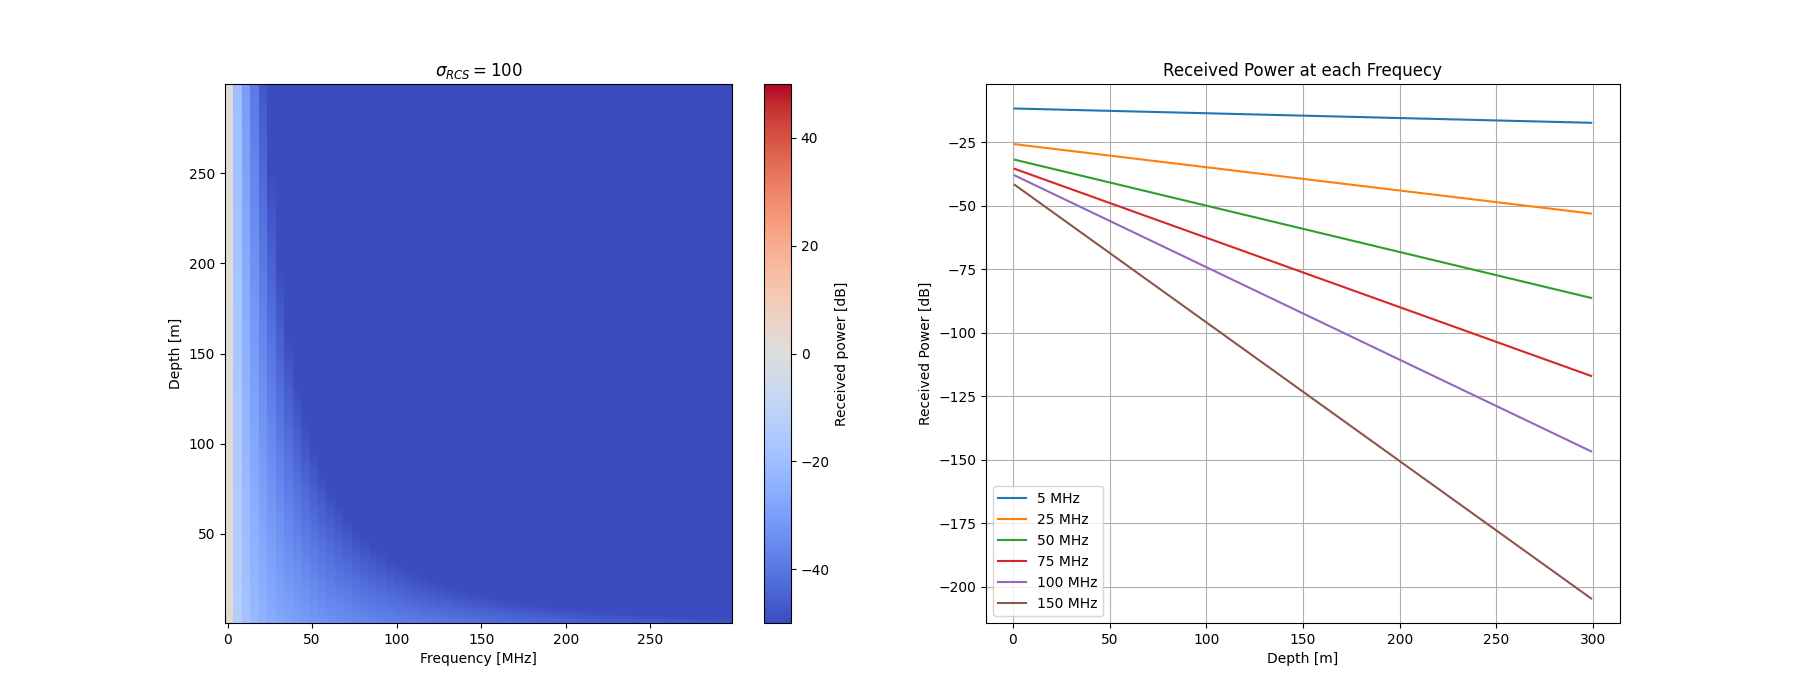 σ_RCS = 100
250
200
150
100
50
Depth [m]
0 50 100 150 200 250
Frequency [MHz]
40
20
0
−20
−40
Received power [dB]
Received Power at each Frequecy
−25
−50
−75
−100
−125
−150
−175
−200
Received Power [dB]
5 MHz
25 MHz
50 MHz
75 MHz
100 MHz
150 MHz
0 50 100 150 200 250 300
Depth [m]